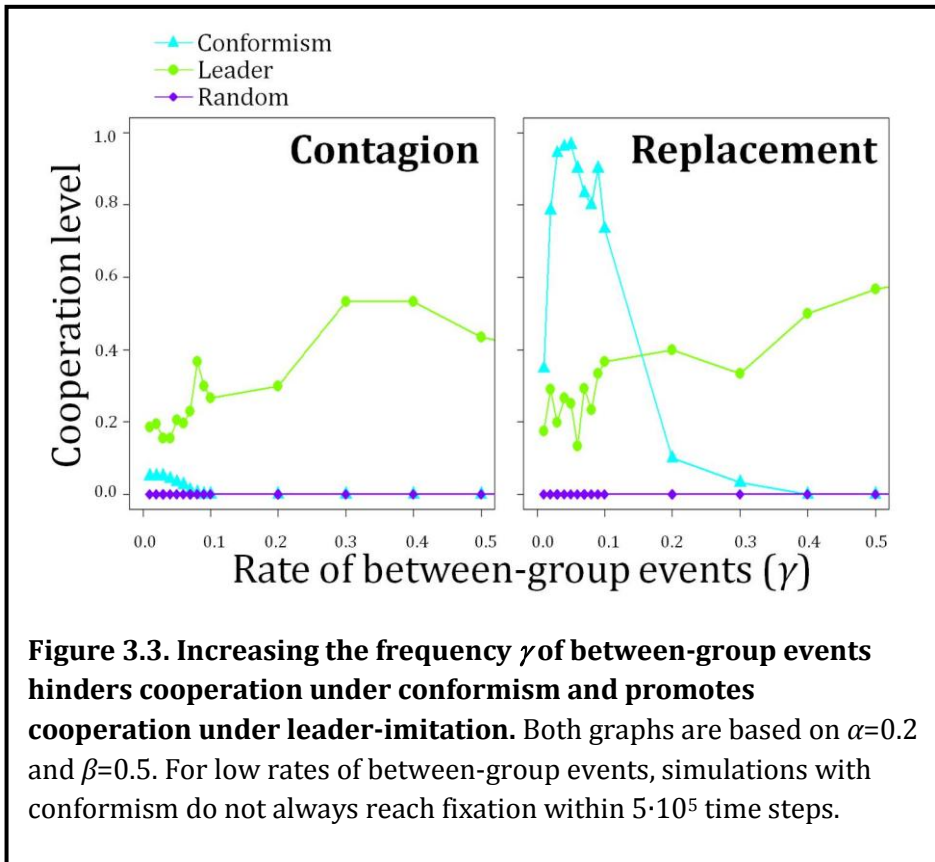 Conformism
Leader
Random
Contagion
Replacement
Cooperation level
1.0
0.8
0.6
0.4
0.2
0.0
0.0 0.1 0.2 0.3 0.4 0.5
0.0 0.1 0.2 0.3 0.4 0.5
Rate of between-group events (γ)
Figure 3.3. Increasing the frequency γ of between-group events
hinders cooperation under conformism and promotes
cooperation under leader-imitation. Both graphs are based on α=0.2
and β=0.5. For low rates of between-group events, simulations with
conformism do not always reach fixation within 5·10⁵ time steps.